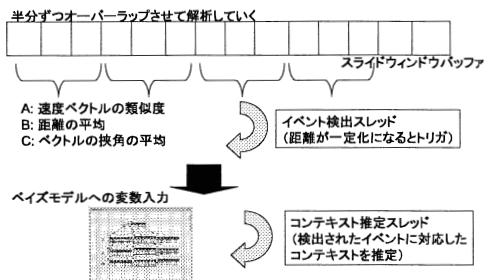 半分ずつオーバーラップさせて解析していく
スライドウィンドウバッファ
A: 速度ベクトルの類似度
B: 距離の平均
C: ベクトルの挟角の平均
イベント検出スレッド
(距離が一定化になるとトリガ)
ベイズモデルへの変数入力
コンテキスト推定スレッド
(検出されたイベントに対応した
コンテキストを推定)